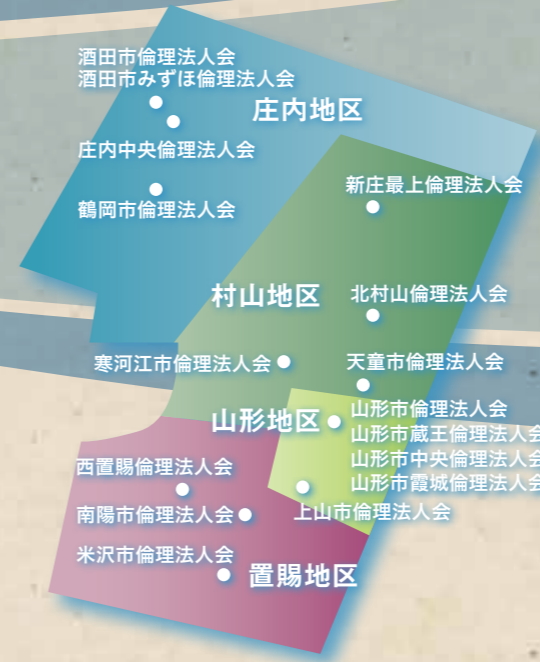 酒田市倫理法人会
酒田市みずほ倫理法人会
庄内地区
庄内中央倫理法人会
新庄最上倫理法人会
鶴岡市倫理法人会
村山地区
北村山倫理法人会
寒河江市倫理法人会
天童市倫理法人会
山形地区
山形市倫理法人会
山形市蔵王倫理法人会
山形市中央倫理法人会
山形市霞城倫理法人会
西置賜倫理法人会
南陽市倫理法人会
上山市倫理法人会
米沢市倫理法人会
置賜地区